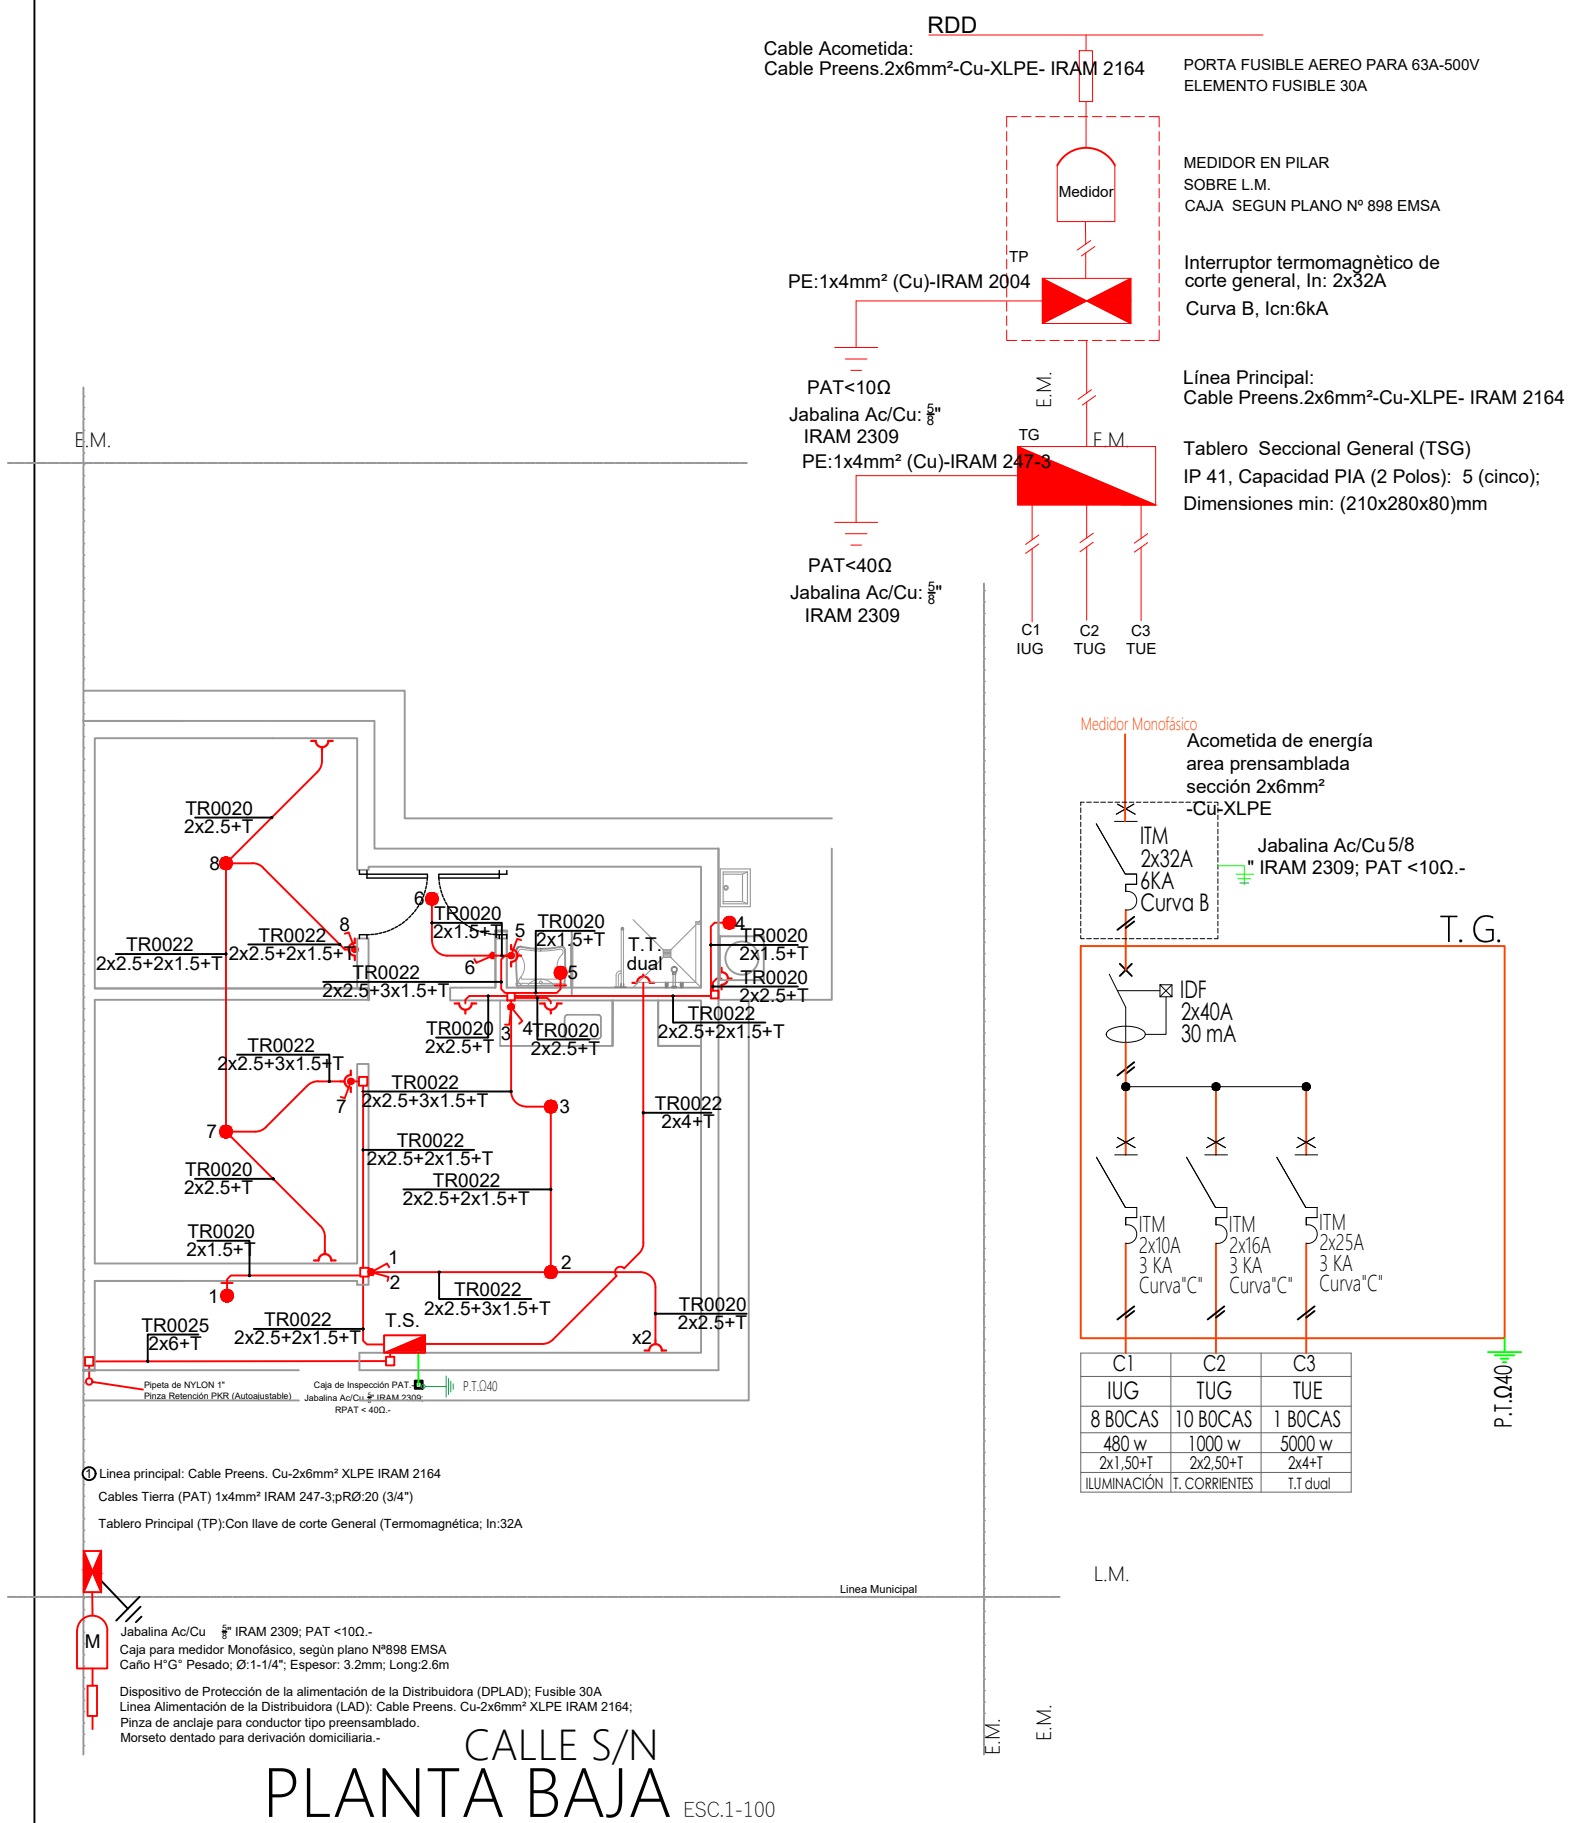 RDD
Cable Acometida:
Cable Preens.2x6mm²-Cu-XLPE- IRAM 2164
PORTA FUSIBLE AEREO PARA 63A-500V
ELEMENTO FUSIBLE 30A
MEDIDOR EN PILAR
SOBRE L.M.
CAJA SEGUN PLANO Nº 898 EMSA
Medidor
TP
PE:1x4mm² (Cu)-IRAM 2004
Interruptor termomagnètico de
corte general, In: 2x32A
Curva B, Icn:6kA
PAT<10Ω
Jabalina Ac/Cu: 5/8"
IRAM 2309
E.M.
Línea Principal:
Cable Preens.2x6mm²-Cu-XLPE- IRAM 2164
TG
E.M.
PE:1x4mm² (Cu)-IRAM 247-3
Tablero Seccional General (TSG)
IP 41, Capacidad PIA (2 Polos): 5 (cinco);
Dimensiones min: (210x280x80)mm
PAT<40Ω
Jabalina Ac/Cu: 5/8"
IRAM 2309
C1
IUG
C2
TUG
C3
TUE
E.M.
Medidor Monofásico
Acometida de energía
area prensamblada
sección 2x6mm²
-Cu-XLPE
ITM
2x32A
6KA
Curva B
Jabalina Ac/Cu 5/8
" IRAM 2309; PAT <10Ω.-
T. G.
IDF
2x40A
30 mA
ITM
2x10A
3 KA
Curva"C"
ITM
2x16A
3 KA
Curva"C"
ITM
2x25A
3 KA
Curva"C"
C1 C2 C3
IUG TUG TUE
8 BOCAS 10 BOCAS 1 BOCAS
480 w 1000 w 5000 w
2x1,50+T 2x2,50+T 2x4+T
ILUMINACIÓN T. CORRIENTES T.T dual
P.T.Ω40
TR0020
2x2.5+T
8
8
TR0022
2x2.5+2x1.5+T
TR0022
2x2.5+2x1.5+T
6
TR0020
2x1.5+T
5
6
TR0020
2x1.5+T
5
T.T.
dual
4
TR0020
2x1.5+T
TR0020
2x2.5+T
TR0022
2x2.5+3x1.5+T
TR0020
2x2.5+T
3
4
TR0020
2x2.5+T
TR0022
2x2.5+2x1.5+T
TR0022
2x2.5+3x1.5+T
7
7
TR0022
2x2.5+3x1.5+T
3
TR0022
2x4+T
TR0022
2x2.5+2x1.5+T
TR0020
2x2.5+T
TR0022
2x2.5+2x1.5+T
TR0020
2x1.5+T
1
1
2
2
TR0022
2x2.5+3x1.5+T
TR0025
2x6+T
TR0022
2x2.5+2x1.5+T
T.S.
x2
TR0020
2x2.5+T
Pipeta de NYLON 1"
Pinza Retención PKR (Autoajustable)
Caja de Inspección PAT.-
Jabalina Ac/Cu 5/8" IRAM 2309;
RPAT < 40Ω.-
P.T.Ω40
1 Linea principal: Cable Preens. Cu-2x6mm² XLPE IRAM 2164
Cables Tierra (PAT) 1x4mm² IRAM 247-3;pRØ:20 (3/4")
Tablero Principal (TP):Con llave de corte General (Termomagnética; In:32A
Linea Municipal
L.M.
M
Jabalina Ac/Cu 5/8" IRAM 2309; PAT <10Ω.-
Caja para medidor Monofásico, segùn plano Nª898 EMSA
Caño H°G° Pesado; Ø:1-1/4"; Espesor: 3.2mm; Long:2.6m
Dispositivo de Protección de la alimentación de la Distribuidora (DPLAD); Fusible 30A
Linea Alimentación de la Distribuidora (LAD): Cable Preens. Cu-2x6mm² XLPE IRAM 2164;
Pinza de anclaje para conductor tipo preensamblado.
Morseto dentado para derivación domiciliaria.-
E.M.
E.M.
CALLE S/N
PLANTA BAJA ESC.1-100